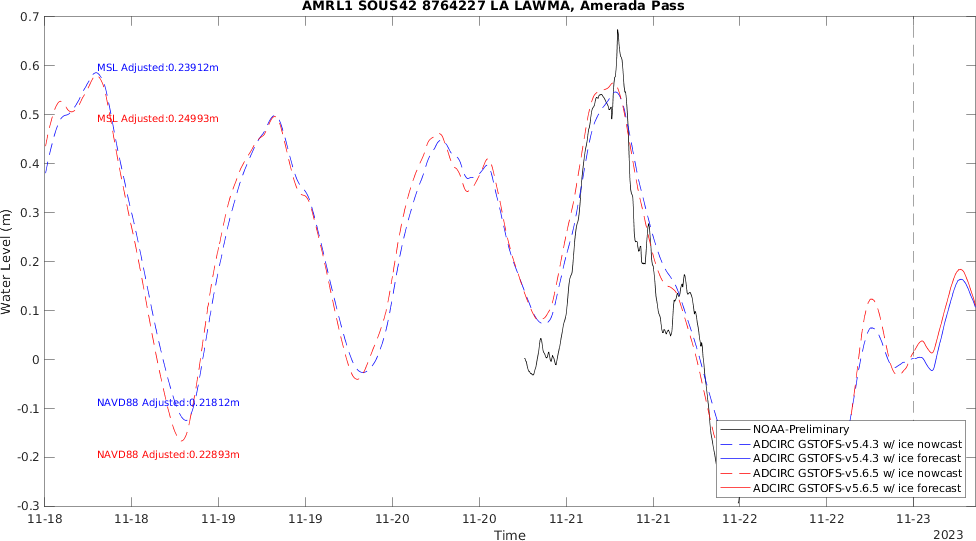 AMRL1 SOUS42 8764227 LA LAWMA, Amerada Pass
0.7
0.6
0.5
0.4
0.3
0.2
0.1
0
-0.1
-0.2
-0.3
Water Level (m)
MSL Adjusted:0.23912m
MSL Adjusted:0.24993m
NAVD88 Adjusted:0.21812m
NAVD88 Adjusted:0.22893m
NOAA-Preliminary
ADCIRC GSTOFS-v5.4.3 w/ ice nowcast
ADCIRC GSTOFS-v5.4.3 w/ ice forecast
ADCIRC GSTOFS-v5.6.5 w/ ice nowcast
ADCIRC GSTOFS-v5.6.5 w/ ice forecast
11-18 11-18 11-19 11-19 11-20 11-20 11-21 11-21 11-22 11-22 11-23
Time
2023